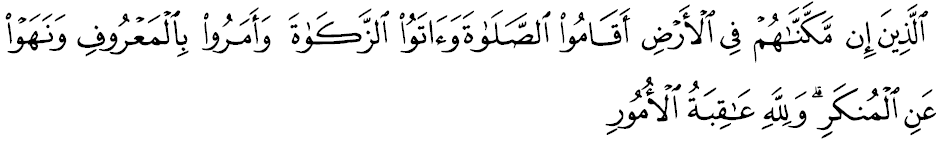 ٱلَّذِينَ إِن مَّكَّنَّـٰهُمۡ فِى ٱلۡأَرۡضِ أَقَامُواْ ٱلصَّلَوٰةَ وَءَاتَوُاْ ٱلزَّكَوٰةَ وَأَمَرُواْ بِٱلۡمَعۡرُوفِ وَنَهَوۡاْ
عَنِ ٱلۡمُنكَرِ‌ۗ وَلِلَّهِ عَـٰقِبَةُ ٱلۡأُمُورِ